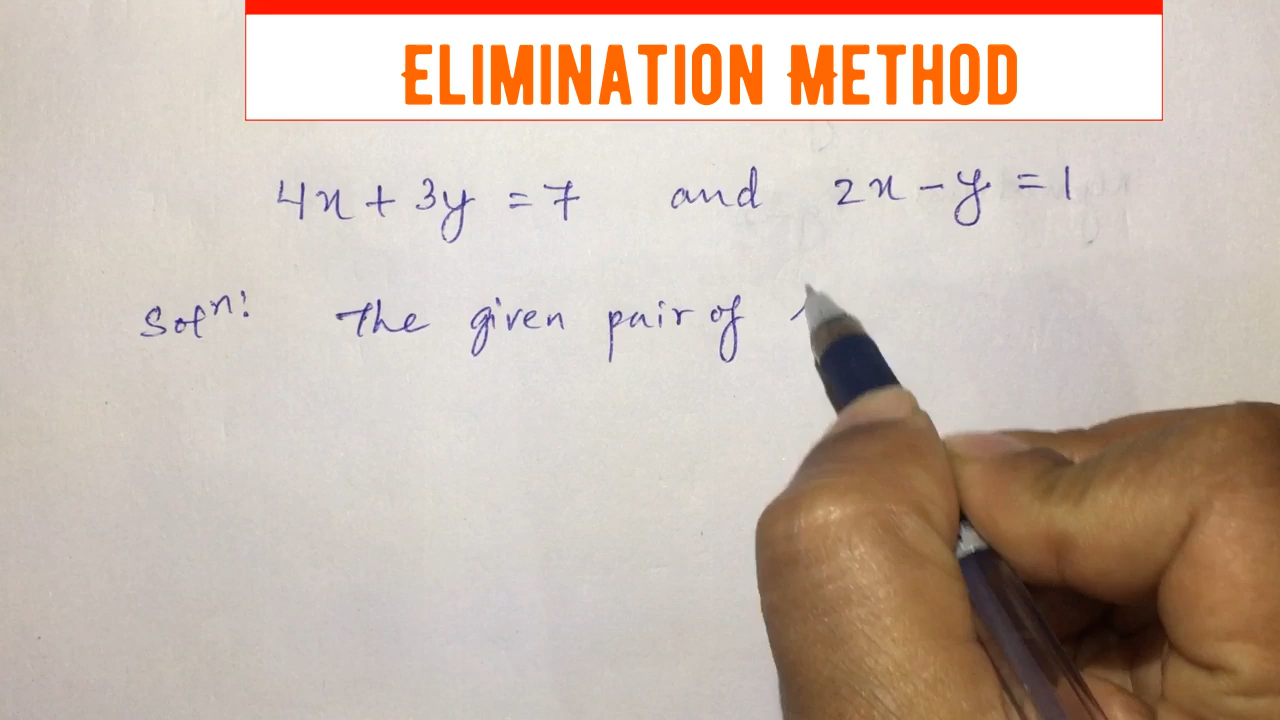 ELIMINATION METHOD
4x + 3y = 7 and 2x - y = 1
Solⁿ: The given pair of